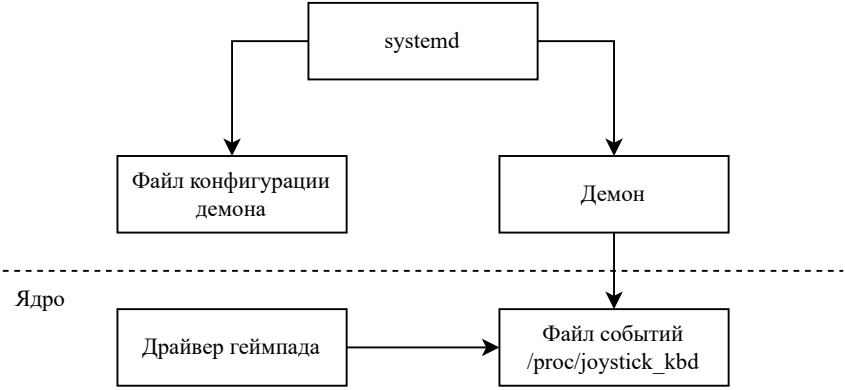 systemd
Файл конфигурации
демона
Демон
Ядро
Драйвер геймпада
Файл событий
/proc/joystick_kbd